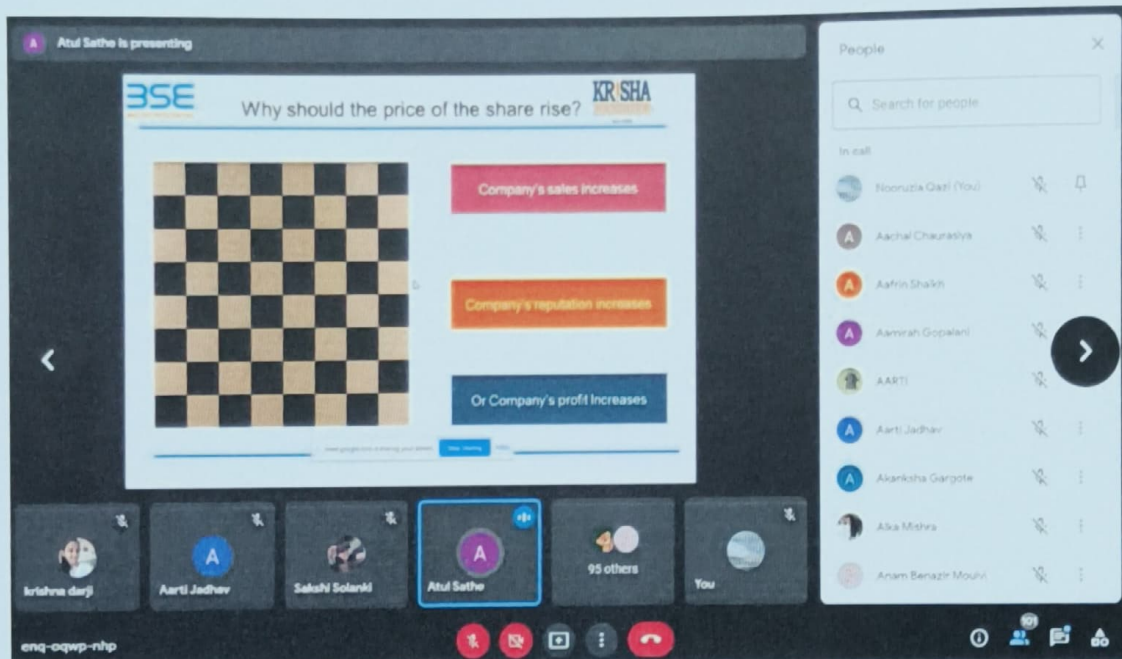 A Atul Sathe is presenting
BSE
Why should the price of the share rise?
KRISHA
Company's sales increases
Company's reputation increases
Or Company's profit Increases
krishna darji
A
Aarti Jadhav
Sakshi Solanki
A
Atul Sathe
95 others
You
enq-oqwp-nhp
People
Search for people
In call
Nooruzia Qazi (You)
A Aachal Chaurasiya
A Aafrin Shaikh
A Aamirah Gopalani
AARTI
A Aarti Jadhav
A Akanksha Gargote
Alka Mishra
Anam Benazir Moulvi
101